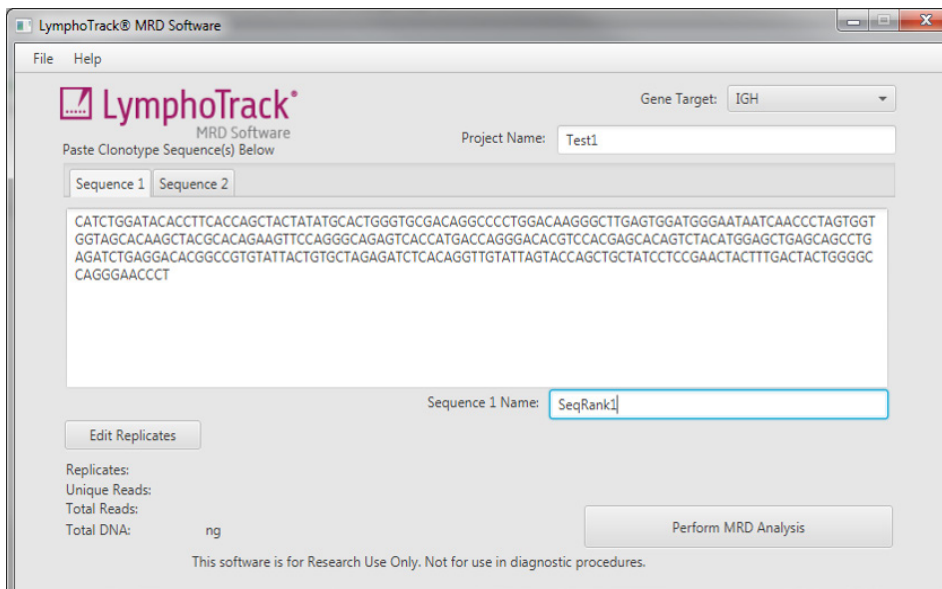 LymphoTrack® MRD Software
File Help
LymphoTrack®
MRD Software
Gene Target: IGH
Project Name: Test1
Paste Clonotype Sequence(s) Below
Sequence 1 Sequence 2
CATCTGGATACACCTTCACCAGCTACTATATGCACTGGGTGCGACAGGCCCCTGGACAAGGGCTTGAGTGGATGGGAATAATCAACCCTAGTGGT
GGTAGCACAAGCTACGCACAGAAGTTCCAGGGCAGAGTCACCATGACCAGGGACACGTCCACGAGCACAGTCTACATGGAGCTGAGCAGCCTG
AGATCTGAGGACACGGCCGTGTATTACTGTGCTAGAGATCTCACAGGTTGTATTAGTACCAGCTGCTATCCTCCGAACTACTTTGACTACTGGGGC
CAGGGAACCCT
Sequence 1 Name: SeqRank1
Edit Replicates
Replicates:
Unique Reads:
Total Reads:
Total DNA: ng
Perform MRD Analysis
This software is for Research Use Only. Not for use in diagnostic procedures.